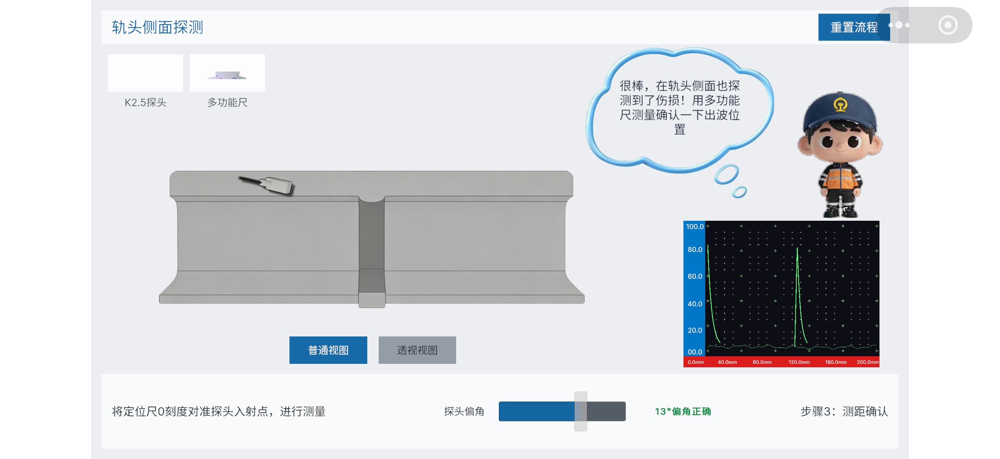 轨头侧面探测
重置流程
K2.5探头
多功能尺
很棒，在轨头侧面也探
测到了伤损！用多功能
尺测量确认一下出波位
置
100.0
80.0
60.0
40.0
20.0
00.0
0.0mm 40.0mm 80.0mm 120.0mm 160.0mm 200.0mm
普通视图
透视视图
将定位尺0刻度对准探头入射点，进行测量
探头偏角
13°偏角正确
步骤3：测距确认